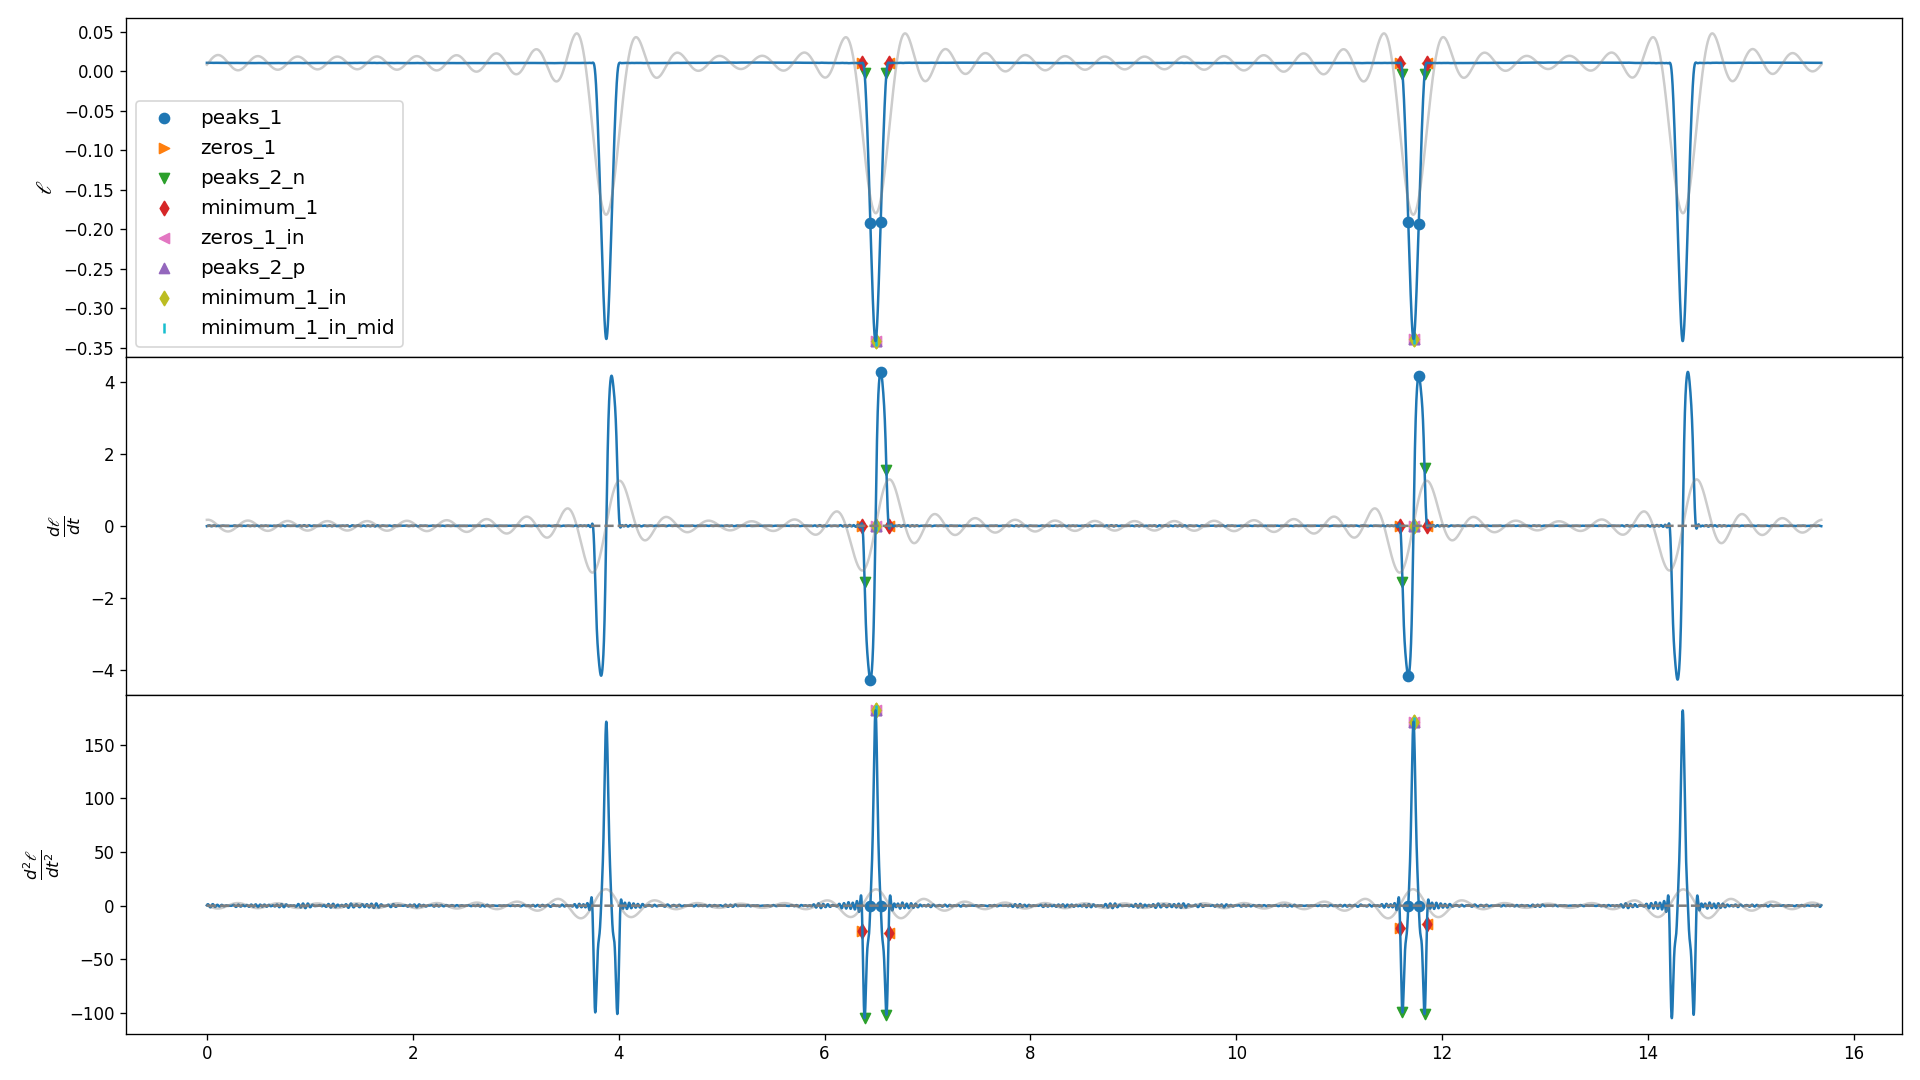 0.05
0.00
−0.05
−0.10
−0.15
−0.20
−0.25
−0.30
−0.35
ℓ
peaks_1
zeros_1
peaks_2_n
minimum_1
zeros_1_in
peaks_2_p
minimum_1_in
minimum_1_in_mid
4
2
0
−2
−4
dℓ
dt
150
100
50
0
−50
−100
d²ℓ
dt²
0 2 4 6 8 10 12 14 16